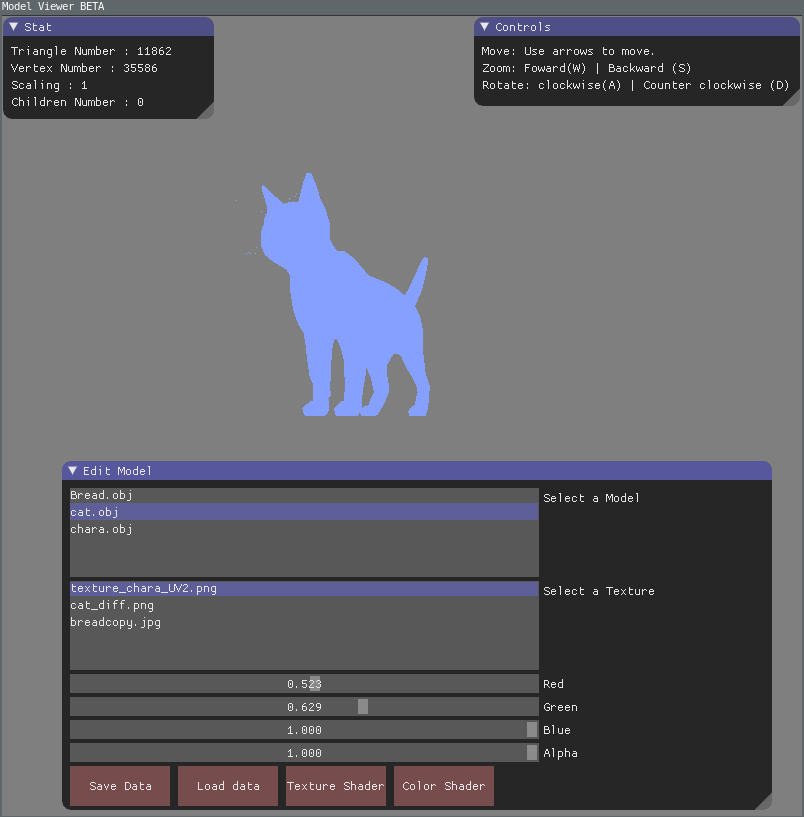 Model Viewer BETA
Stat
Triangle Number : 11862
Vertex Number : 35586
Scaling : 1
Children Number : 0
Controls
Move: Use arrows to move.
Zoom: Foward(W) | Backward (S)
Rotate: clockwise(A) | Counter clockwise (D)
Edit Model
Bread.obj
cat.obj
chara.obj
Select a Model
texture_chara_UV2.png
cat_diff.png
breadcopy.jpg
Select a Texture
0.523 Red
0.629 Green
1.000 Blue
1.000 Alpha
Save Data Load data Texture Shader Color Shader